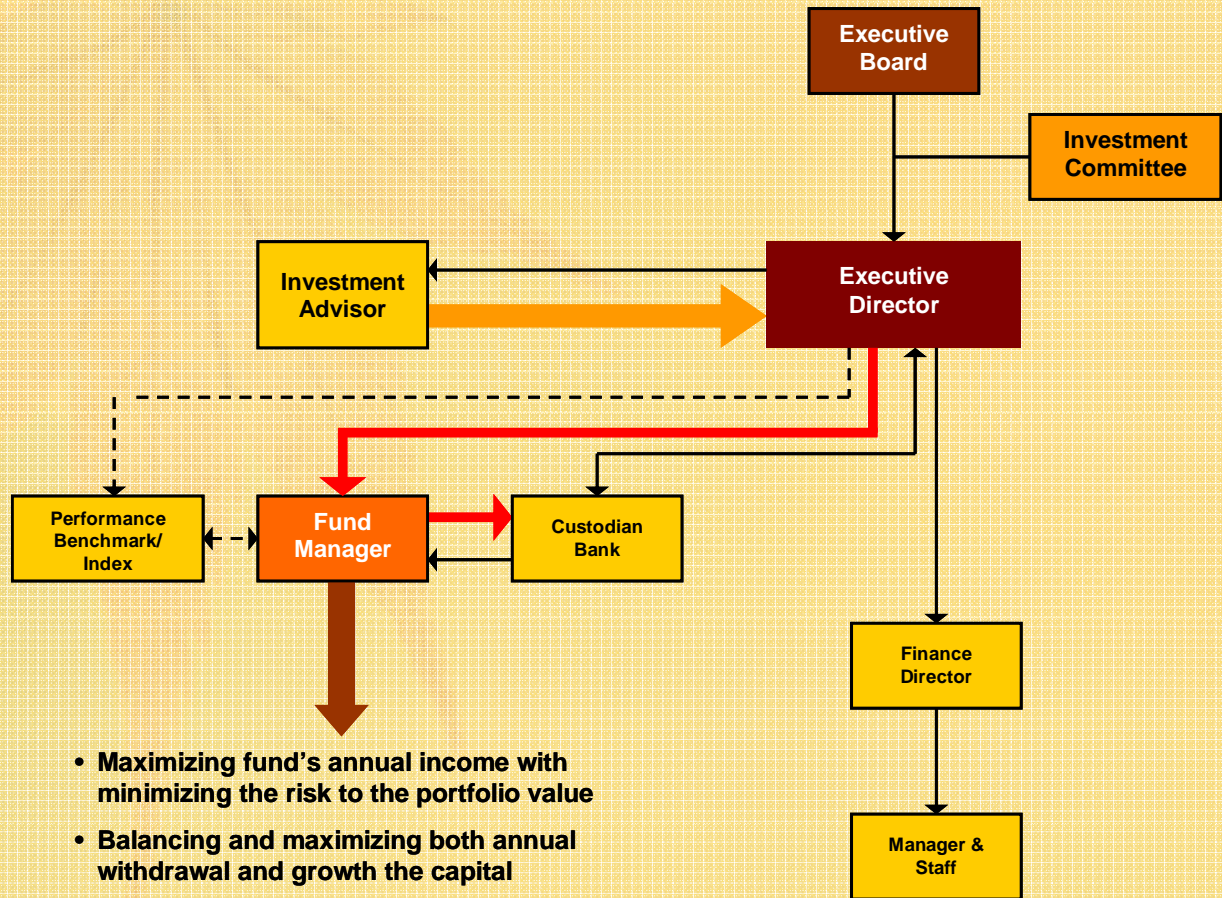 Executive
Board
Investment
Committee
Investment
Advisor
Executive
Director
Performance
Benchmark/
Index
Fund
Manager
Custodian
Bank
Finance
Director
• Maximizing fund’s annual income with
minimizing the risk to the portfolio value
• Balancing and maximizing both annual
withdrawal and growth the capital
Manager &
Staff